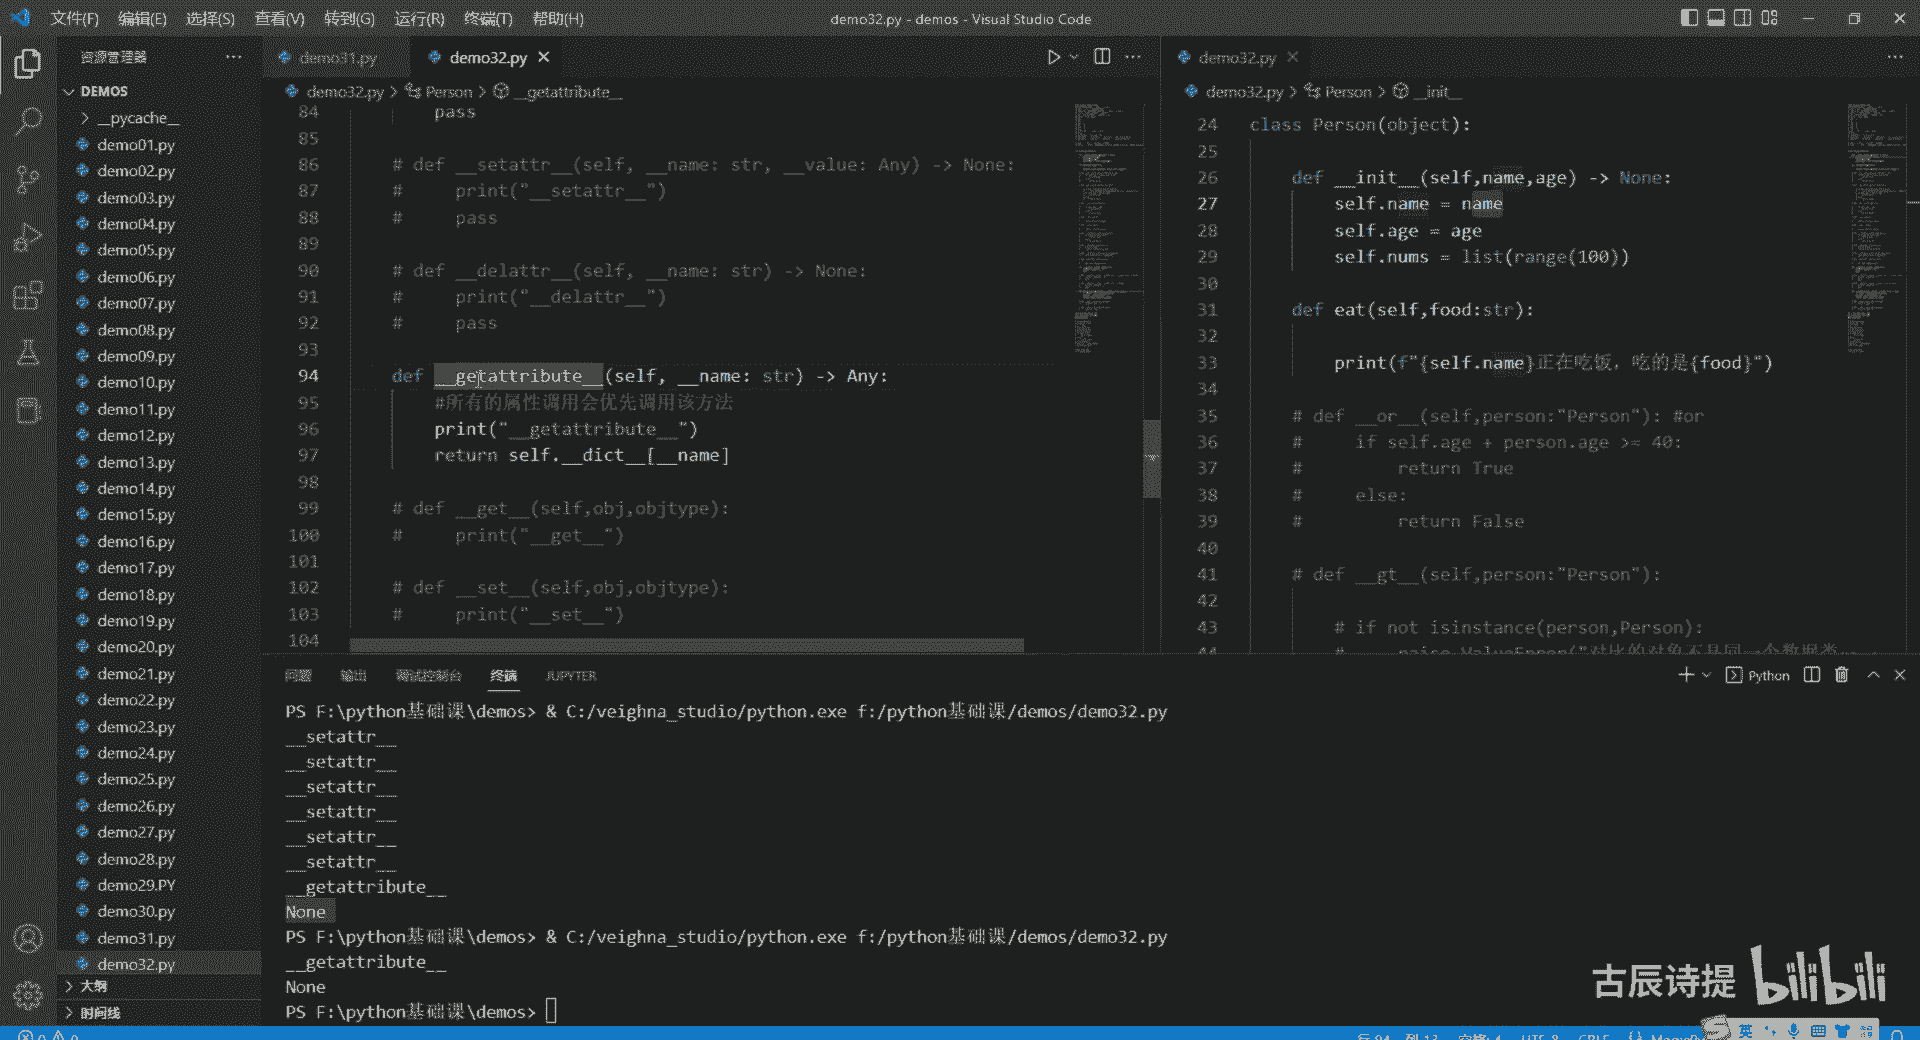 文件(F) 编辑(E) 选择(S) 查看(V) 转到(G) 运行(R) 终端(T) 帮助(H)
demo32.py - demos - Visual Studio Code
资源管理器
DEMOS
__pycache__
demo01.py
demo02.py
demo03.py
demo04.py
demo05.py
demo06.py
demo07.py
demo08.py
demo09.py
demo10.py
demo11.py
demo12.py
demo13.py
demo14.py
demo15.py
demo16.py
demo17.py
demo18.py
demo19.py
demo20.py
demo21.py
demo22.py
demo23.py
demo24.py
demo25.py
demo26.py
demo27.py
demo28.py
demo29.PY
demo30.py
demo31.py
demo32.py
大纲
时间线
demo31.py demo32.py
demo32.py > Person > __getattribute__
84 pass
85
86 # def __setattr__(self, __name: str, __value: Any) -> None:
87 # print("__setattr__")
88 # pass
89
90 # def __delattr__(self, __name: str) -> None:
91 # print("__delattr__")
92 # pass
93
94 def __getattribute__(self, __name: str) -> Any:
95 #所有的属性调用会优先调用该方法
96 print("__getattribute__")
97 return self.__dict__[__name]
98
99 # def __get__(self,obj,objtype):
100 # print("__get__")
101
102 # def __set__(self,obj,objtype):
103 # print("__set__")
104
demo32.py
demo32.py > Person > __init__
24 class Person(object):
25
26 def __init__(self,name,age) -> None:
27 self.name = name
28 self.age = age
29 self.nums = list(range(100))
30
31 def eat(self,food:str):
32
33 print(f"{self.name}正在吃饭，吃的是{food}")
34
35 # def __or__(self,person:"Person"): #or
36 # if self.age + person.age >= 40:
37 # return True
38 # else:
39 # return False
40
41 # def __gt__(self,person:"Person"):
42
43 # if not isinstance(person,Person):
44 # raise ValueError("对比的对象不是同一个数据类
问题 输出 调试控制台 终端 JUPYTER
Python
PS F:\python基础课\demos> & C:/veighna_studio/python.exe f:/python基础课/demos/demo32.py
__setattr__
__setattr__
__setattr__
__setattr__
__setattr__
__setattr__
__getattribute__
None
PS F:\python基础课\demos> & C:/veighna_studio/python.exe f:/python基础课/demos/demo32.py
__getattribute__
None
PS F:\python基础课\demos>
古辰诗提 bilibili
英